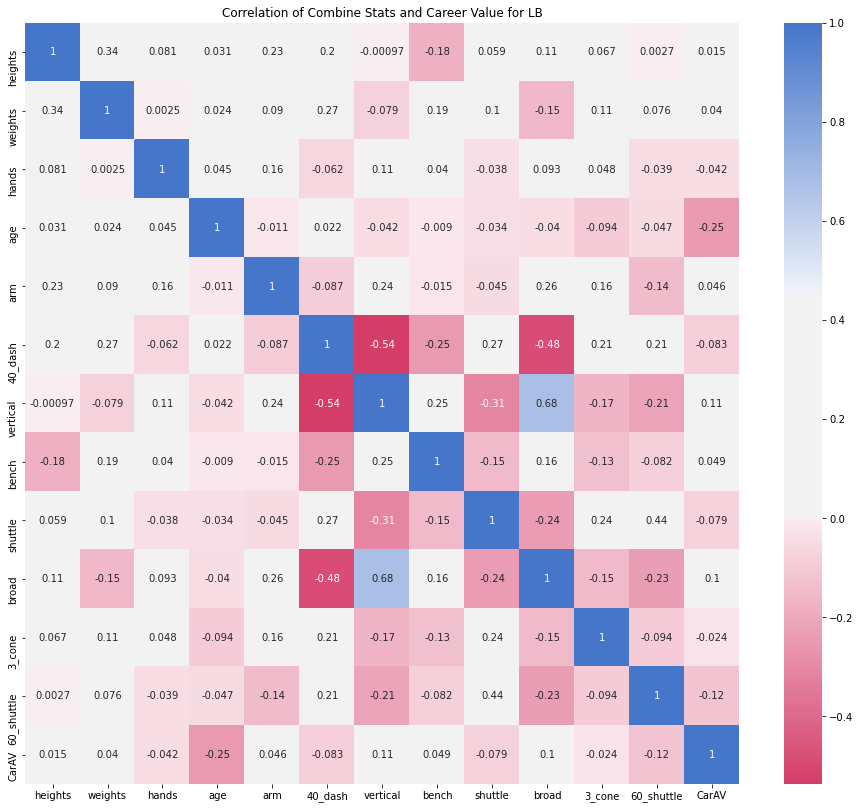 Correlation of Combine Stats and Career Value for LB
heights 1 0.34 0.081 0.031 0.23 0.2 -0.00097 -0.18 0.059 0.11 0.067 0.0027 0.015
weights 0.34 1 0.0025 0.024 0.09 0.27 -0.079 0.19 0.1 -0.15 0.11 0.076 0.04
hands 0.081 0.0025 1 0.045 0.16 -0.062 0.11 0.04 -0.038 0.093 0.048 -0.039 -0.042
age 0.031 0.024 0.045 1 -0.011 0.022 -0.042 -0.009 -0.034 -0.04 -0.094 -0.047 -0.25
arm 0.23 0.09 0.16 -0.011 1 -0.087 0.24 -0.015 -0.045 0.26 0.16 -0.14 0.046
40_dash 0.2 0.27 -0.062 0.022 -0.087 1 -0.54 -0.25 0.27 -0.48 0.21 0.21 -0.083
vertical -0.00097 -0.079 0.11 -0.042 0.24 -0.54 1 0.25 -0.31 0.68 -0.17 -0.21 0.11
bench -0.18 0.19 0.04 -0.009 -0.015 -0.25 0.25 1 -0.15 0.16 -0.13 -0.082 0.049
shuttle 0.059 0.1 -0.038 -0.034 -0.045 0.27 -0.31 -0.15 1 -0.24 0.24 0.44 -0.079
broad 0.11 -0.15 0.093 -0.04 0.26 -0.48 0.68 0.16 -0.24 1 -0.15 -0.23 0.1
3_cone 0.067 0.11 0.048 -0.094 0.16 0.21 -0.17 -0.13 0.24 -0.15 1 -0.094 -0.024
60_shuttle 0.0027 0.076 -0.039 -0.047 -0.14 0.21 -0.21 -0.082 0.44 -0.23 -0.094 1 -0.12
CarAV 0.015 0.04 -0.042 -0.25 0.046 -0.083 0.11 0.049 -0.079 0.1 -0.024 -0.12 1
heights weights hands age arm 40_dash vertical bench shuttle broad 3_cone 60_shuttle CarAV
1.0
0.8
0.6
0.4
0.2
0.0
−0.2
−0.4